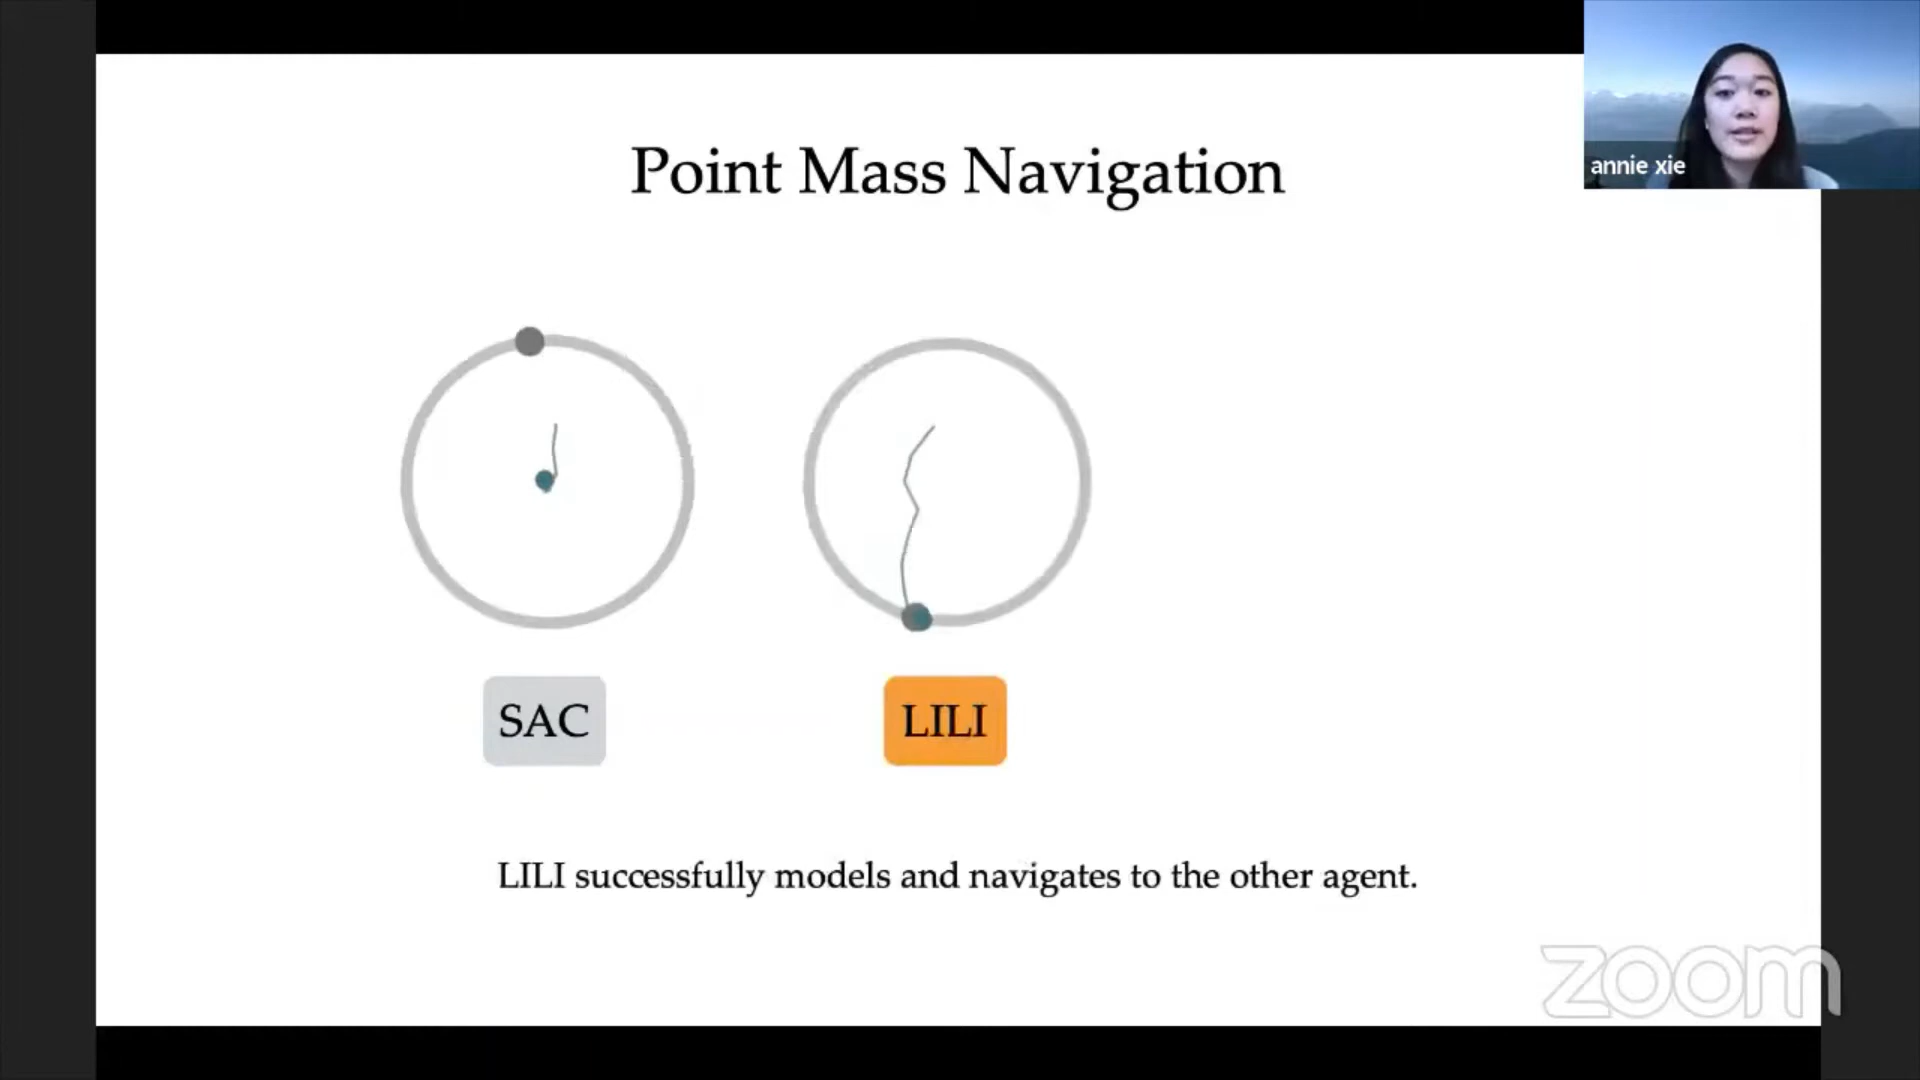 annie xie
Point Mass Navigation
SAC
LILI
LILI successfully models and navigates to the other agent.
zoom